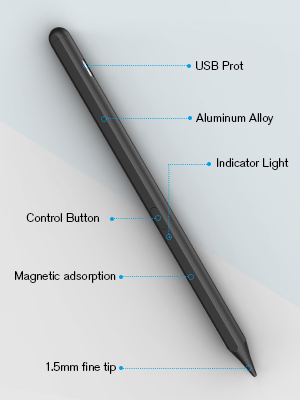 USB Prot
Aluminum Alloy
Indicator Light
Control Button
Magnetic adsorption
1.5mm fine tip